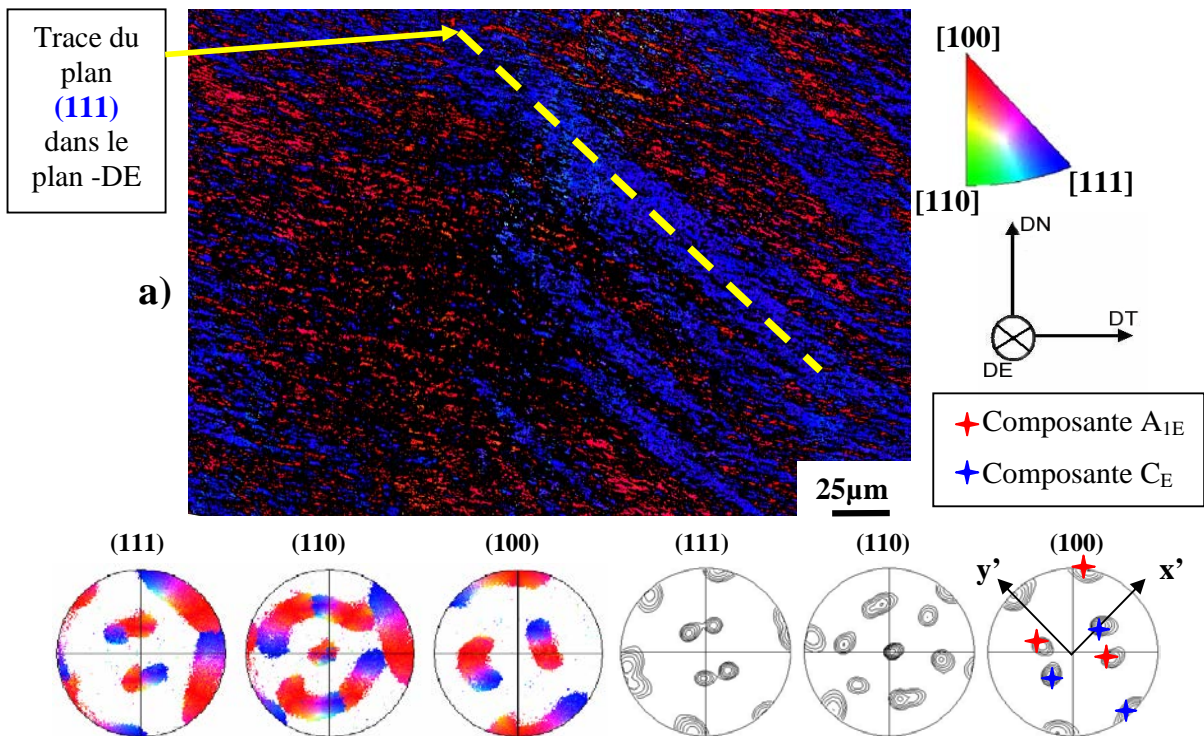 Trace du
plan
(111)
dans le
plan -DE
[100]
[110]
[111]
DN
DT
DE
a)
Composante A1E
Composante CE
25µm
(111)
(110)
(100)
(111)
(110)
(100)
y’
x’